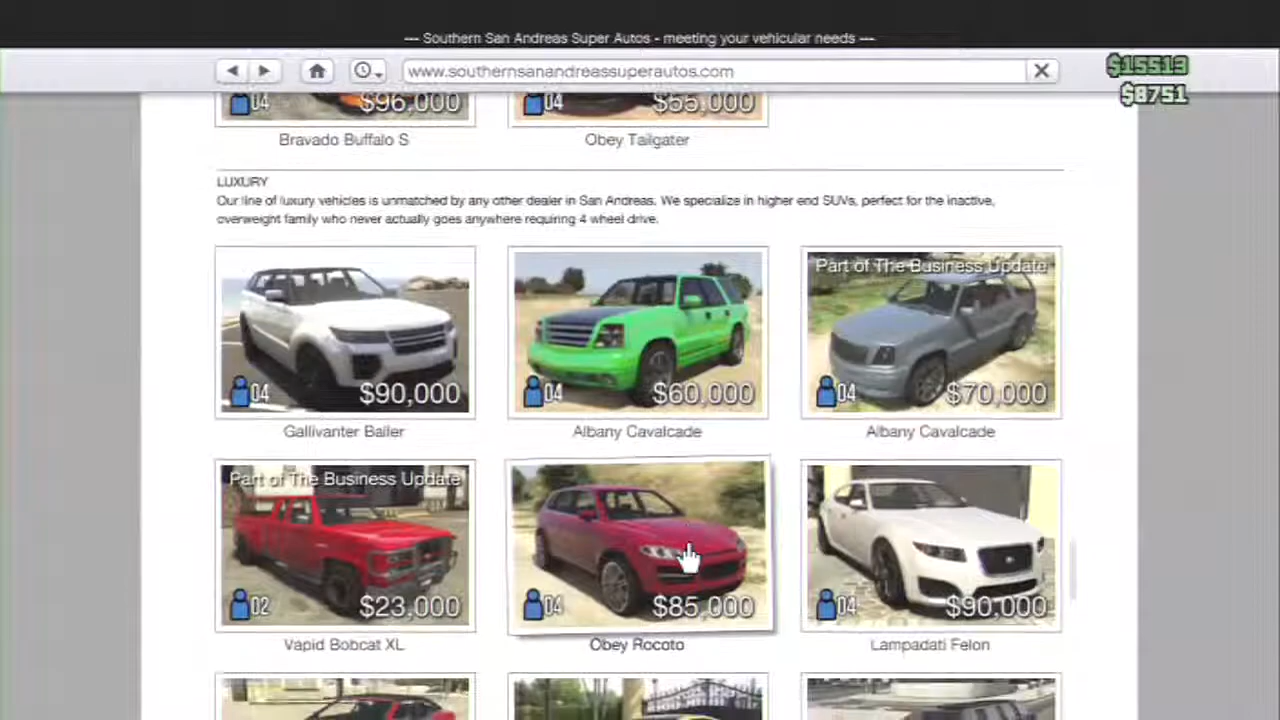 --- Southern San Andreas Super Autos - meeting your vehicular needs ---
www.southernsanandreassuperautos.com
$15513
$8751
04 $96,000
04 $55,000
Bravado Buffalo S
Obey Tailgater
LUXURY
Our line of luxury vehicles is unmatched by any other dealer in San Andreas. We specialize in higher end SUVs, perfect for the inactive,
overweight family who never actually goes anywhere requiring 4 wheel drive.
04 $90,000
04 $60,000
Part of The Business Update
04 $70,000
Gallivanter Baller
Albany Cavalcade
Albany Cavalcade
Part of The Business Update
02 $23,000
04 $85,000
04 $90,000
Vapid Bobcat XL
Obey Rocoto
Lampadati Felon